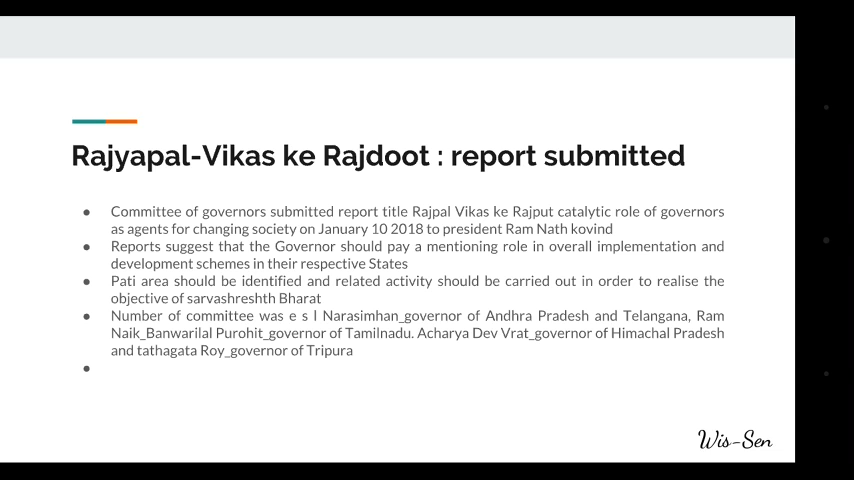 Rajyapal-Vikas ke Rajdoot : report submitted
● Committee of governors submitted report title Rajpal Vikas ke Rajput catalytic role of governors
as agents for changing society on January 10 2018 to president Ram Nath kovind
● Reports suggest that the Governor should pay a mentioning role in overall implementation and
development schemes in their respective States
● Pati area should be identified and related activity should be carried out in order to realise the
objective of sarvashreshth Bharat
● Number of committee was e s l Narasimhan_governor of Andhra Pradesh and Telangana, Ram
Naik_Banwarilal Purohit_governor of Tamilnadu. Acharya Dev Vrat_governor of Himachal Pradesh
and tathagata Roy_governor of Tripura
●
Wis-Sen